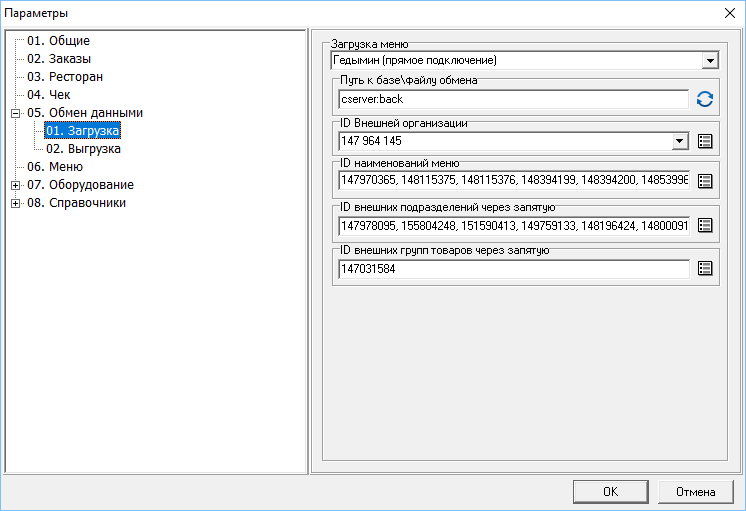 Параметры
01. Общие
02. Заказы
03. Ресторан
04. Чек
05. Обмен данными
01. Загрузка
02. Выгрузка
06. Меню
07. Оборудование
08. Справочники
Загрузка меню
Гедымин (прямое подключение)
Путь к базе\файлу обмена
cserver:back
ID Внешней организации
147 964 145
ID наименований меню
147970365, 148115375, 148115376, 148394199, 148394200, 14853996
ID внешних подразделений через запятую
147978095, 155804248, 151590413, 149759133, 148196424, 14800091
ID внешних групп товаров через запятую
147031584
OK
Отмена